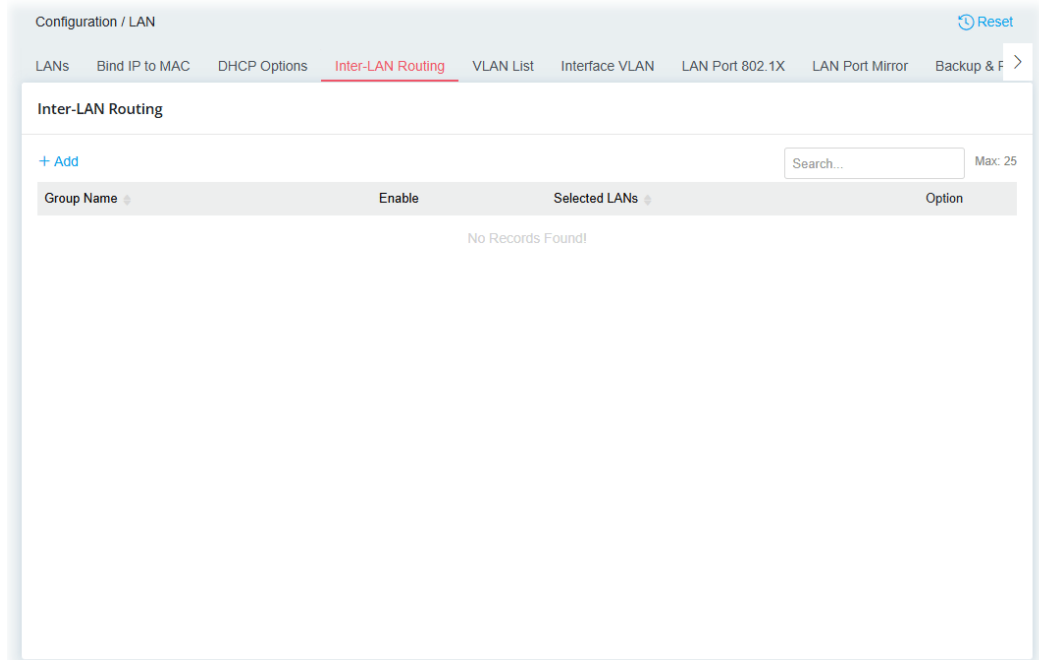 Configuration / LAN Reset
LANs Bind IP to MAC DHCP Options Inter-LAN Routing VLAN List Interface VLAN LAN Port 802.1X LAN Port Mirror Backup &
Inter-LAN Routing
+ Add Search... Max: 25
Group Name Enable Selected LANs Option
No Records Found!